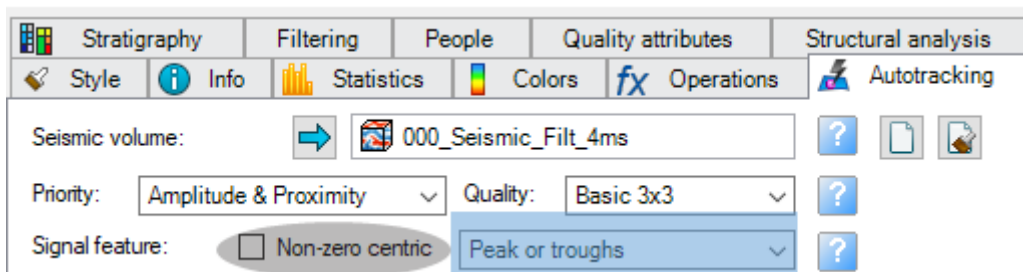 Stratigraphy Filtering People Quality attributes Structural analysis
Style Info Statistics Colors fx Operations Autotracking
Seismic volume: 000_Seismic_Filt_4ms ?
Priority: Amplitude & Proximity Quality: Basic 3x3 ?
Signal feature: Non-zero centric Peak or troughs ?